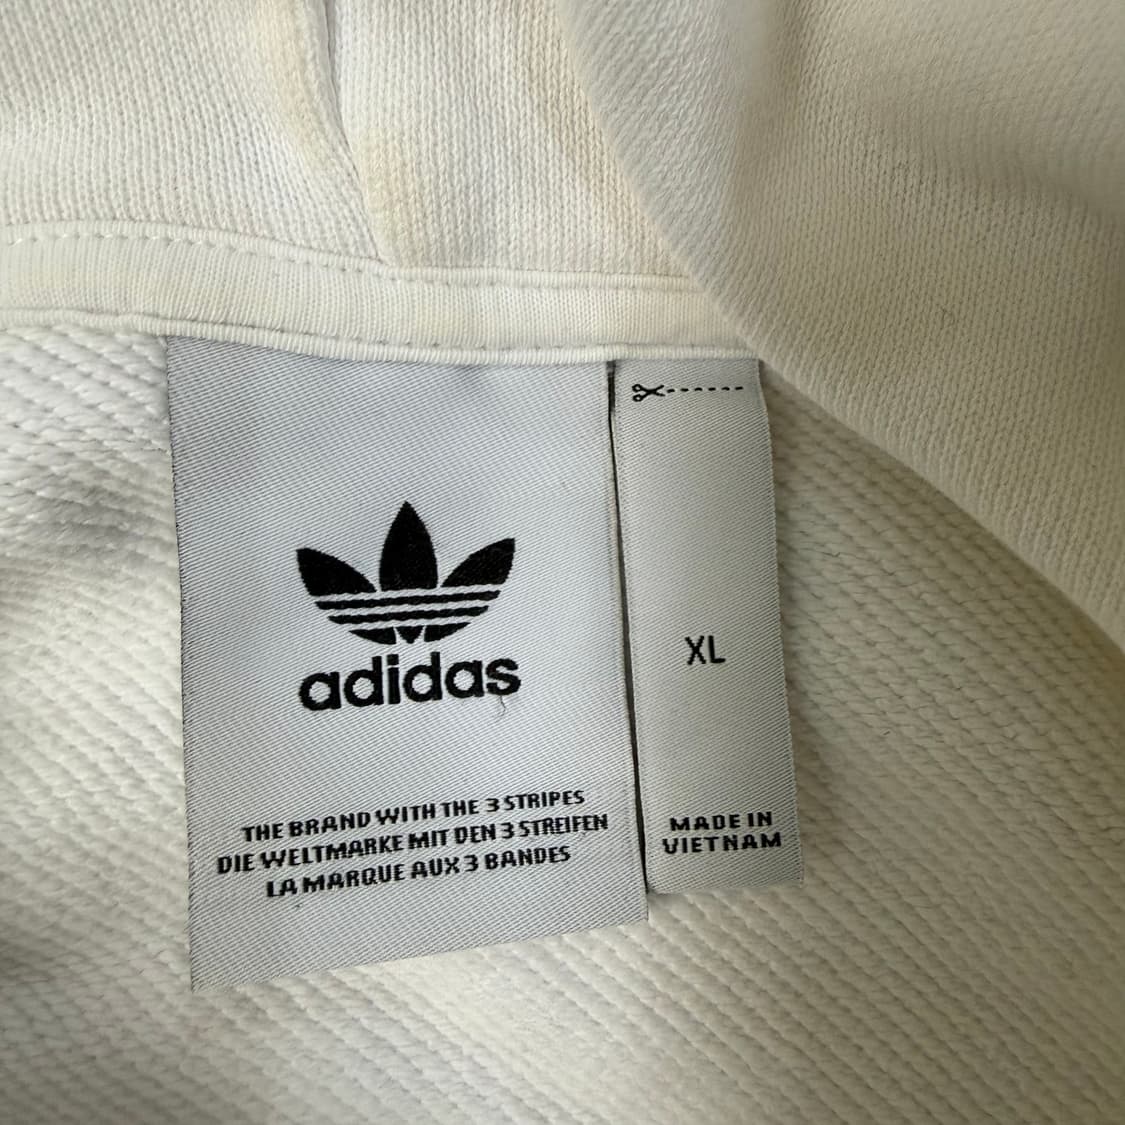 adidas
THE BRAND WITH THE 3 STRIPES
DIE WELTMARKE MIT DEN 3 STREIFEN
LA MARQUE AUX 3 BANDES
XL
MADE IN
VIETNAM